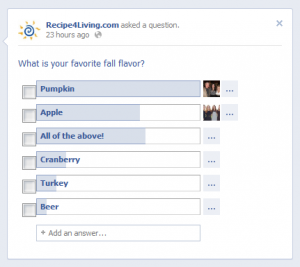 Recipe4Living.com asked a question.
23 hours ago
What is your favorite fall flavor?
Pumpkin
...
Apple
...
All of the above!
...
Cranberry
...
Turkey
...
Beer
...
+ Add an answer...